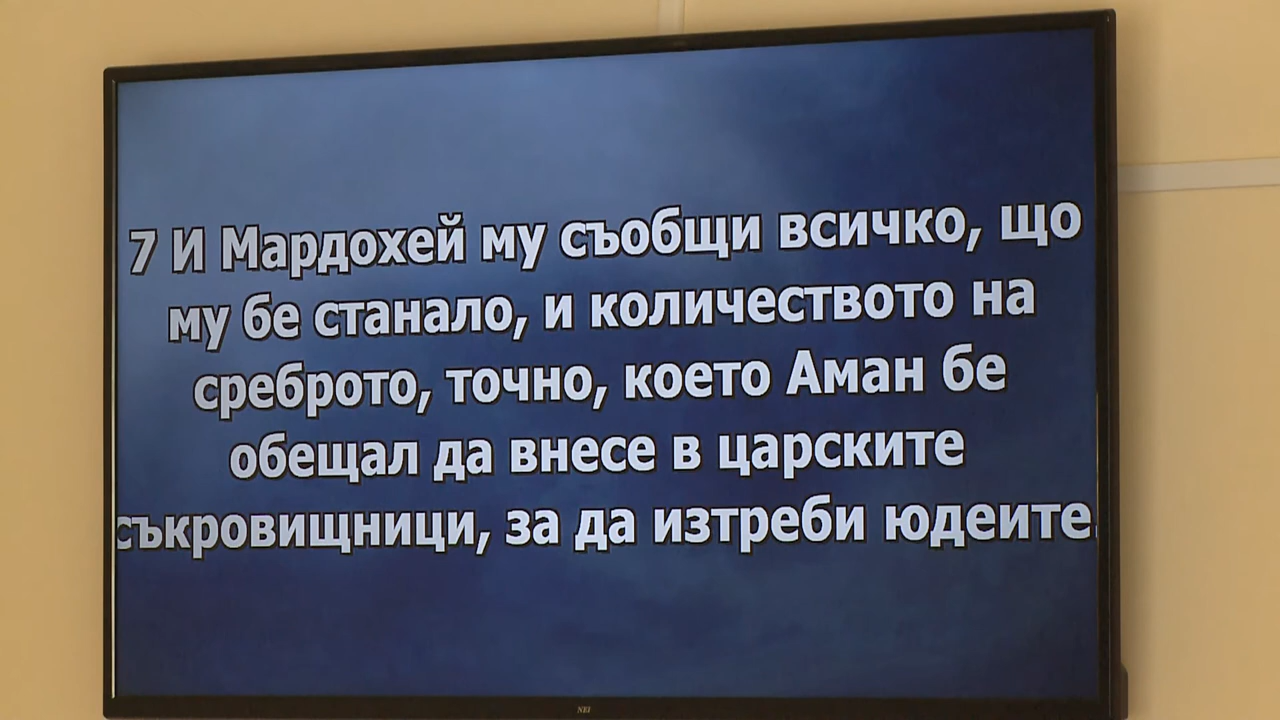 7 И Мардохей му съобщи всичко, що
му бе станало, и количеството на
среброто, точно, което Аман бе
обещал да внесе в царските
съкровищници, за да изтреби юдеите.
NEI